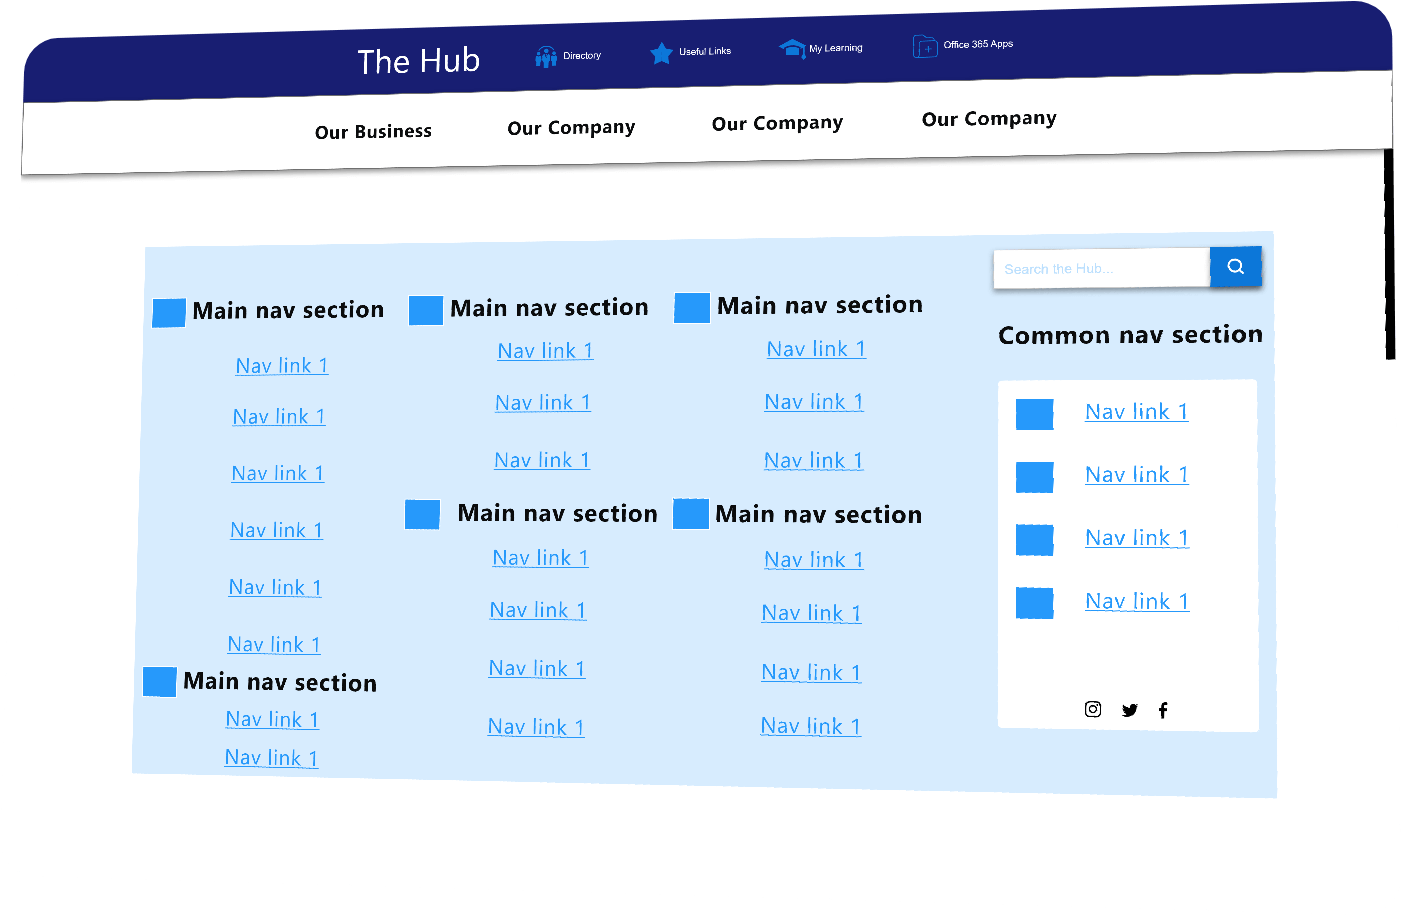 The Hub
Directory
Useful Links
My Learning
Office 365 Apps
Our Business
Our Company
Our Company
Our Company
Main nav section
Nav link 1
Nav link 1
Nav link 1
Nav link 1
Nav link 1
Nav link 1
Main nav section
Nav link 1
Nav link 1
Main nav section
Nav link 1
Nav link 1
Nav link 1
Main nav section
Nav link 1
Nav link 1
Nav link 1
Nav link 1
Main nav section
Nav link 1
Nav link 1
Nav link 1
Main nav section
Nav link 1
Nav link 1
Nav link 1
Nav link 1
Search the Hub...
Common nav section
Nav link 1
Nav link 1
Nav link 1
Nav link 1